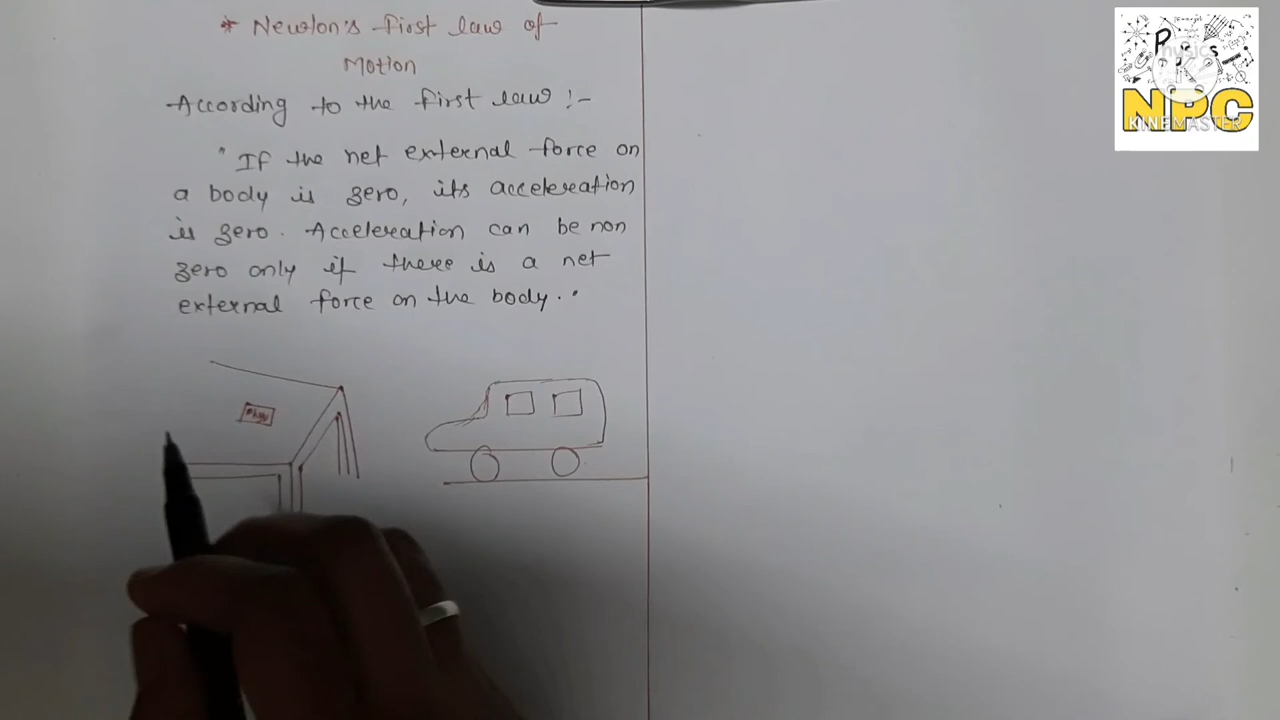 * Newton's first law of
Motion
According to the first law :-
"If the net external force on
a body is zero, its acceleration
is zero. Acceleration can be non
zero only if there is a net
external force on the body."
Physics
NPC
KINEMASTER